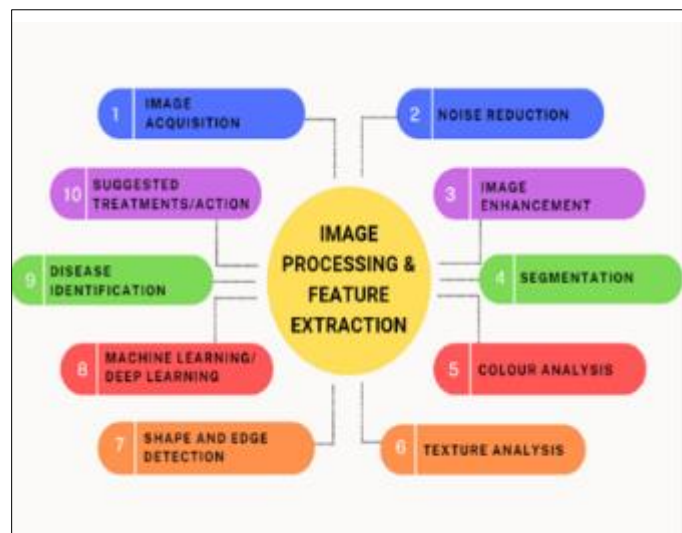 1 IMAGE
ACQUISITION
2 NOISE REDUCTION
3 IMAGE
ENHANCEMENT
4 SEGMENTATION
5 COLOUR ANALYSIS
6 TEXTURE ANALYSIS
7 SHAPE AND EDGE
DETECTION
8 MACHINE LEARNING/
DEEP LEARNING
9 DISEASE
IDENTIFICATION
10 SUGGESTED
TREATMENTS/ACTION
IMAGE
PROCESSING &
FEATURE
EXTRACTION